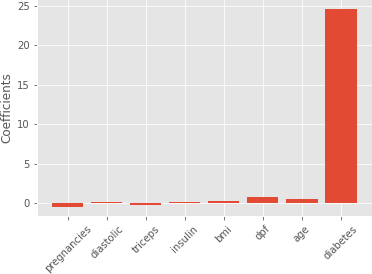 25
20
15
10
5
0
Coefficients
pregnancies
diastolic
triceps
insulin
bmi
dpf
age
diabetes